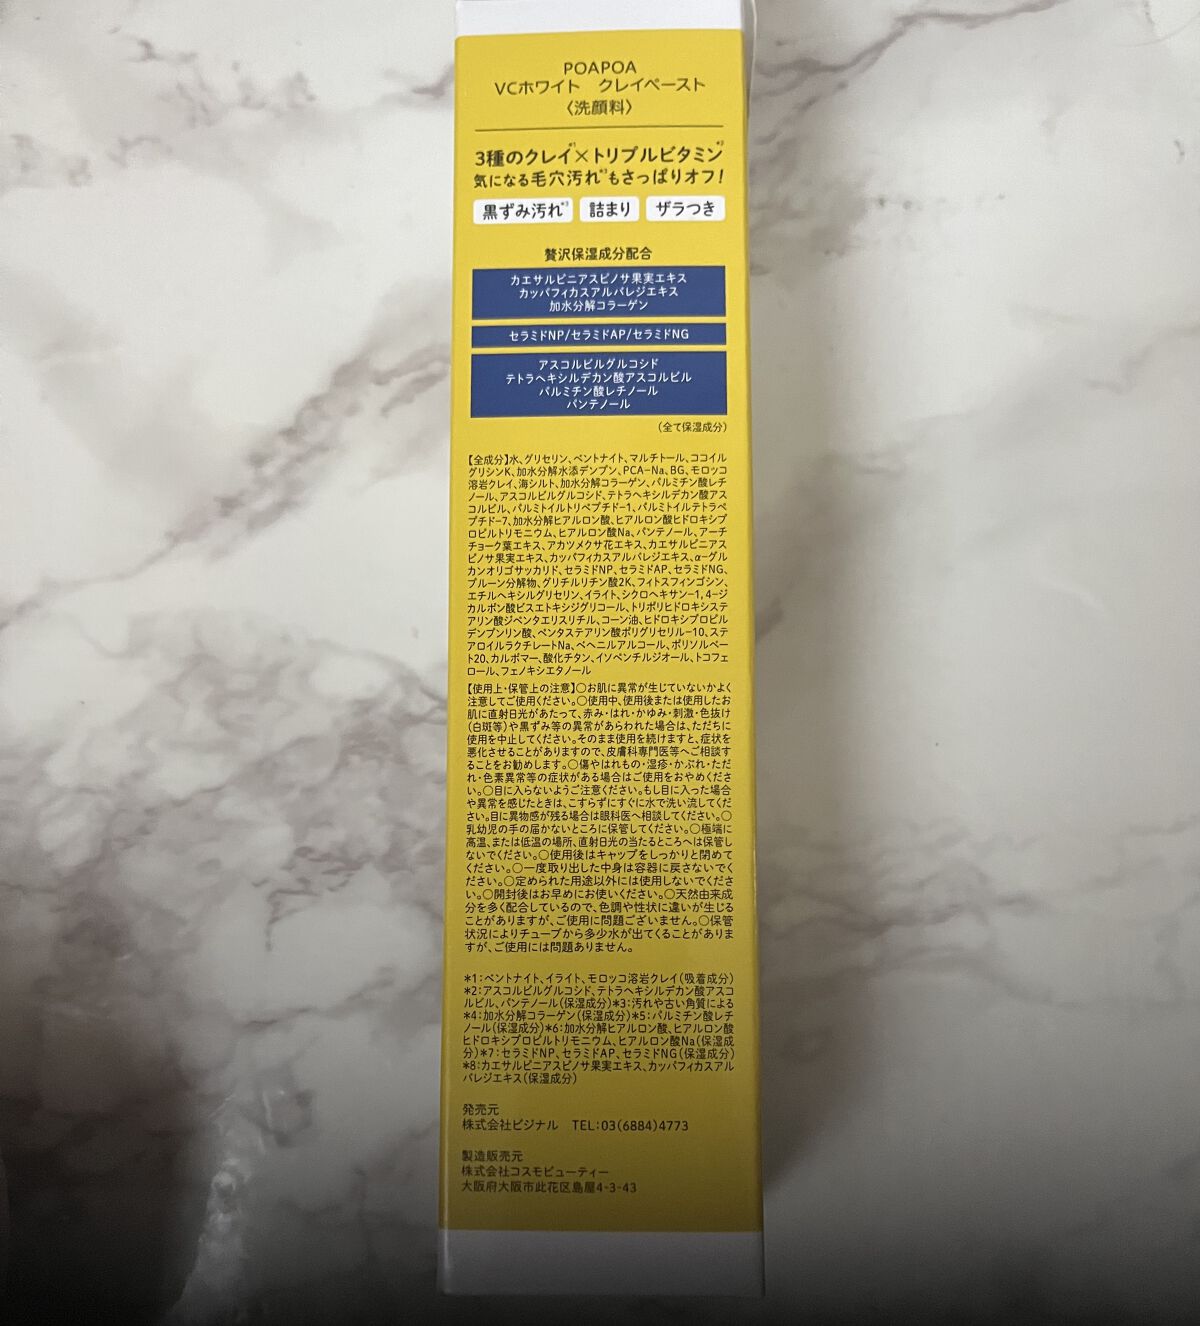 POAPOA
VCホワイト クレイペースト
〈洗顔料〉
3種のクレイ*1×トリプルビタミン*2
気になる毛穴汚れ*3もさっぱりオフ!
黒ずみ汚れ*3 詰まり ザラつき
贅沢保湿成分配合
カエサルピニアスピノサ果実エキス
カッパフィカスアルバレジエキス
加水分解コラーゲン
セラミドNP/セラミドAP/セラミドNG
アスコルビルグルコシド
テトラヘキシルデカン酸アスコルビル
パルミチン酸レチノール
パンテノール
(全て保湿成分)
【全成分】水、グリセリン、ベントナイト、マルチトール、ココイル
グリシンK、加水分解水添デンプン、PCA-Na、BG、モロッコ
溶岩クレイ、海シルト、加水分解コラーゲン、パルミチン酸レチ
ノール、アスコルビルグルコシド、テトラヘキシルデカン酸アス
コルビル、パルミトイルトリペプチド-1、パルミトイルテトラペ
プチド-7、加水分解ヒアルロン酸、ヒアルロン酸ヒドロキシプ
ロピルトリモニウム、ヒアルロン酸Na、パンテノール、アーチ
チョーク葉エキス、アカツメクサ花エキス、カエサルピニアス
ピノサ果実エキス、カッパフィカスアルバレジエキス、α-グル
カンオリゴサッカリド、セラミドNP、セラミドAP、セラミドNG、
プルーン分解物、グリチルリチン酸2K、フィトスフィンゴシン、
エチルヘキシルグリセリン、イライト、シクロヘキサン-1,4-ジ
カルボン酸ビスエトキシジグリコール、トリポリヒドロキシステ
アリン酸ジペンタエリスリチル、コーン油、ヒドロキシプロピル
デンプンリン酸、ペンタステアリン酸ポリグリセリル-10、ステ
アロイルラクチレートNa、ベヘニルアルコール、ポリソルベー
ト20、カルボマー、酸化チタン、イソペンチルジオール、トコフェ
ロール、フェノキシエタノール
【使用上・保管上の注意】○お肌に異常が生じていないかよく
注意してご使用ください。○使用中、使用後または使用したお
肌に直射日光があたって、赤み・はれ・かゆみ・刺激・色抜け
(白斑等)や黒ずみ等の異常があらわれた場合は、ただちに
使用を中止してください。そのまま使用を続けますと、症状を
悪化させることがありますので、皮膚科専門医等へご相談す
ることをお勧めします。○傷やはれもの・湿疹・かぶれ・ただ
れ・色素異常等の症状がある場合はご使用をおやめくださ
い。○目に入らないようご注意ください。もし目に入った場合
や異常を感じたときは、こすらずにすぐに水で洗い流してくだ
さい。目に異物感が残る場合は眼科医へ相談してください。○
乳幼児の手の届かないところに保管してください。○極端に
高温、または低温の場所、直射日光の当たるところへは保管し
ないでください。○使用後はキャップをしっかりと閉めて
ください。○一度取り出した中身は容器に戻さないでく
ださい。○定められた用途以外には使用しないでくださ
い。○開封後はお早めにお使いください。○天然由来成
分を多く配合しているので、色調や性状に違いが生じる
ことがありますが、ご使用に問題ございません。○保管
状況によりチューブから多少水が出てくることがありま
すが、ご使用には問題ありません。
*1:ベントナイト、イライト、モロッコ溶岩クレイ(吸着成分)
*2:アスコルビルグルコシド、テトラヘキシルデカン酸アスコ
ルビル、パンテノール(保湿成分)*3:汚れや古い角質による
*4:加水分解コラーゲン(保湿成分)*5:パルミチン酸レチ
ノール(保湿成分)*6:加水分解ヒアルロン酸、ヒアルロン酸
ヒドロキシプロピルトリモニウム、ヒアルロン酸Na(保湿成
分)*7:セラミドNP、セラミドAP、セラミドNG(保湿成分)
*8:カエサルピニアスピノサ果実エキス、カッパフィカスアル
バレジエキス(保湿成分)
発売元
株式会社ビジナル TEL:03(6884)4773
製造販売元
株式会社コスモビューティー
大阪府大阪市此花区島屋4-3-43